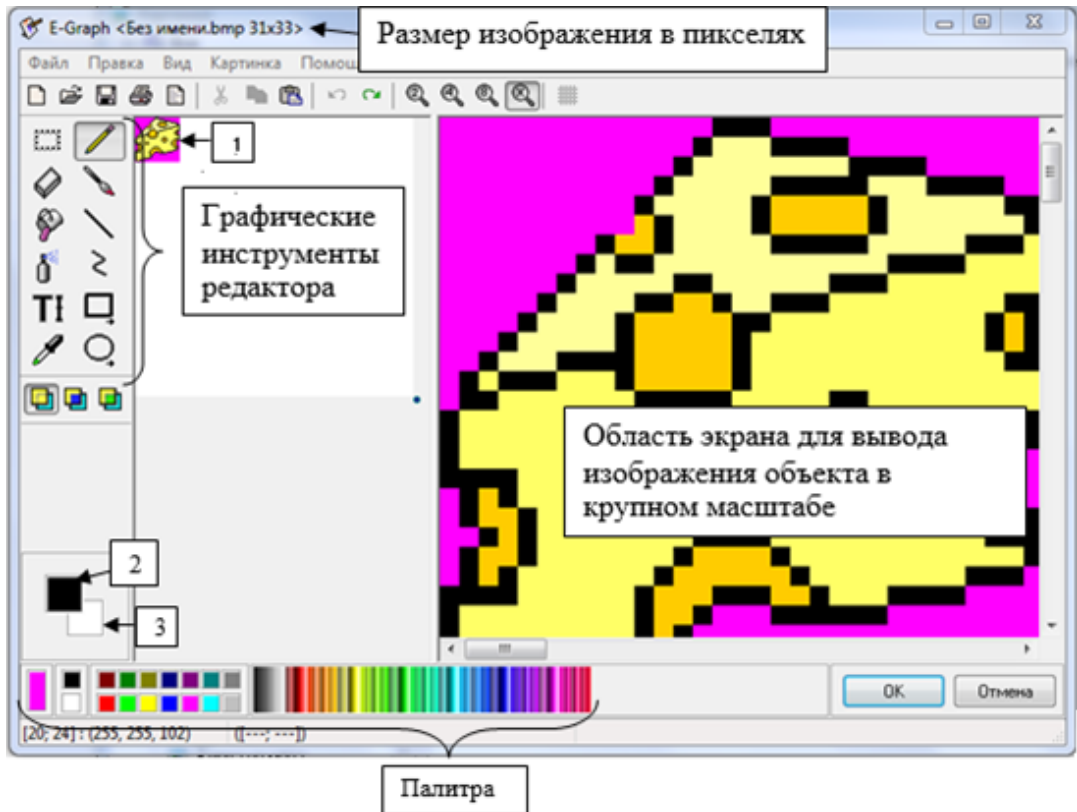 E-Graph <Без имени.bmp 31x33>
Размер изображения в пикселях
Файл Правка Вид Картинка
1
Графические
инструменты
редактора
Область экрана для вывода
изображения объекта в
крупном масштабе
2
3
OK Отмена
[20; 24] : (255, 255, 102) ([---; ---])
Палитра